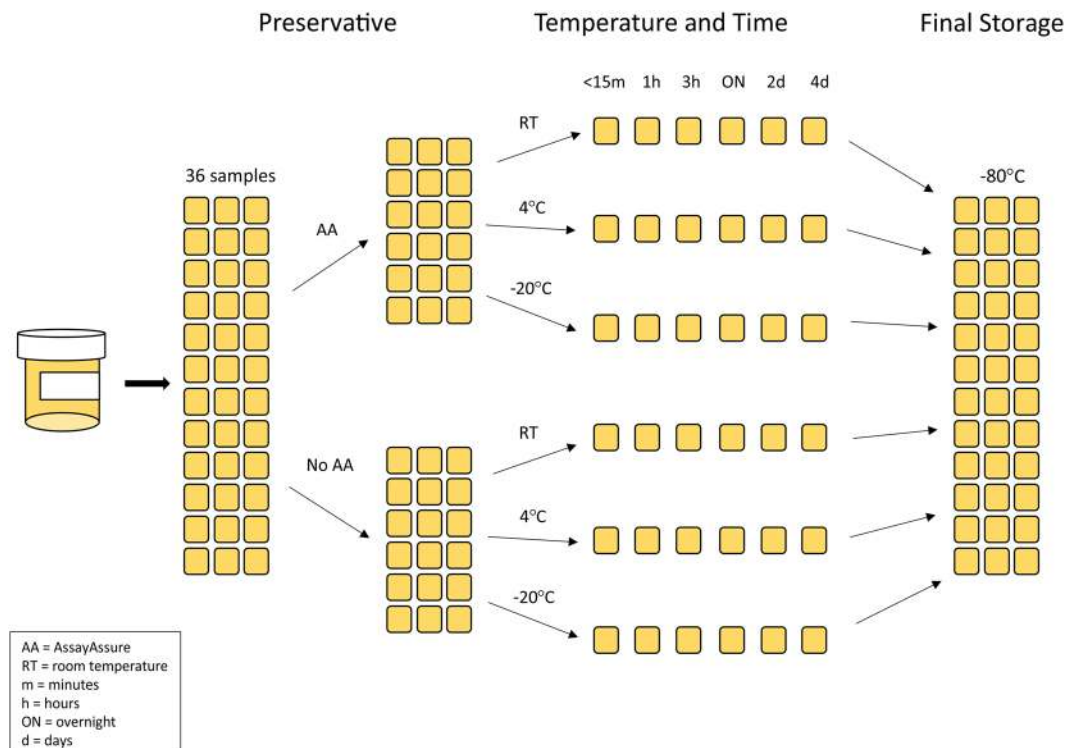 Preservative
Temperature and Time
Final Storage
<15m 1h 3h ON 2d 4d
RT
36 samples
-80°C
AA
4°C
-20°C
No AA
RT
4°C
-20°C
AA = AssayAssure
RT = room temperature
m = minutes
h = hours
ON = overnight
d = days